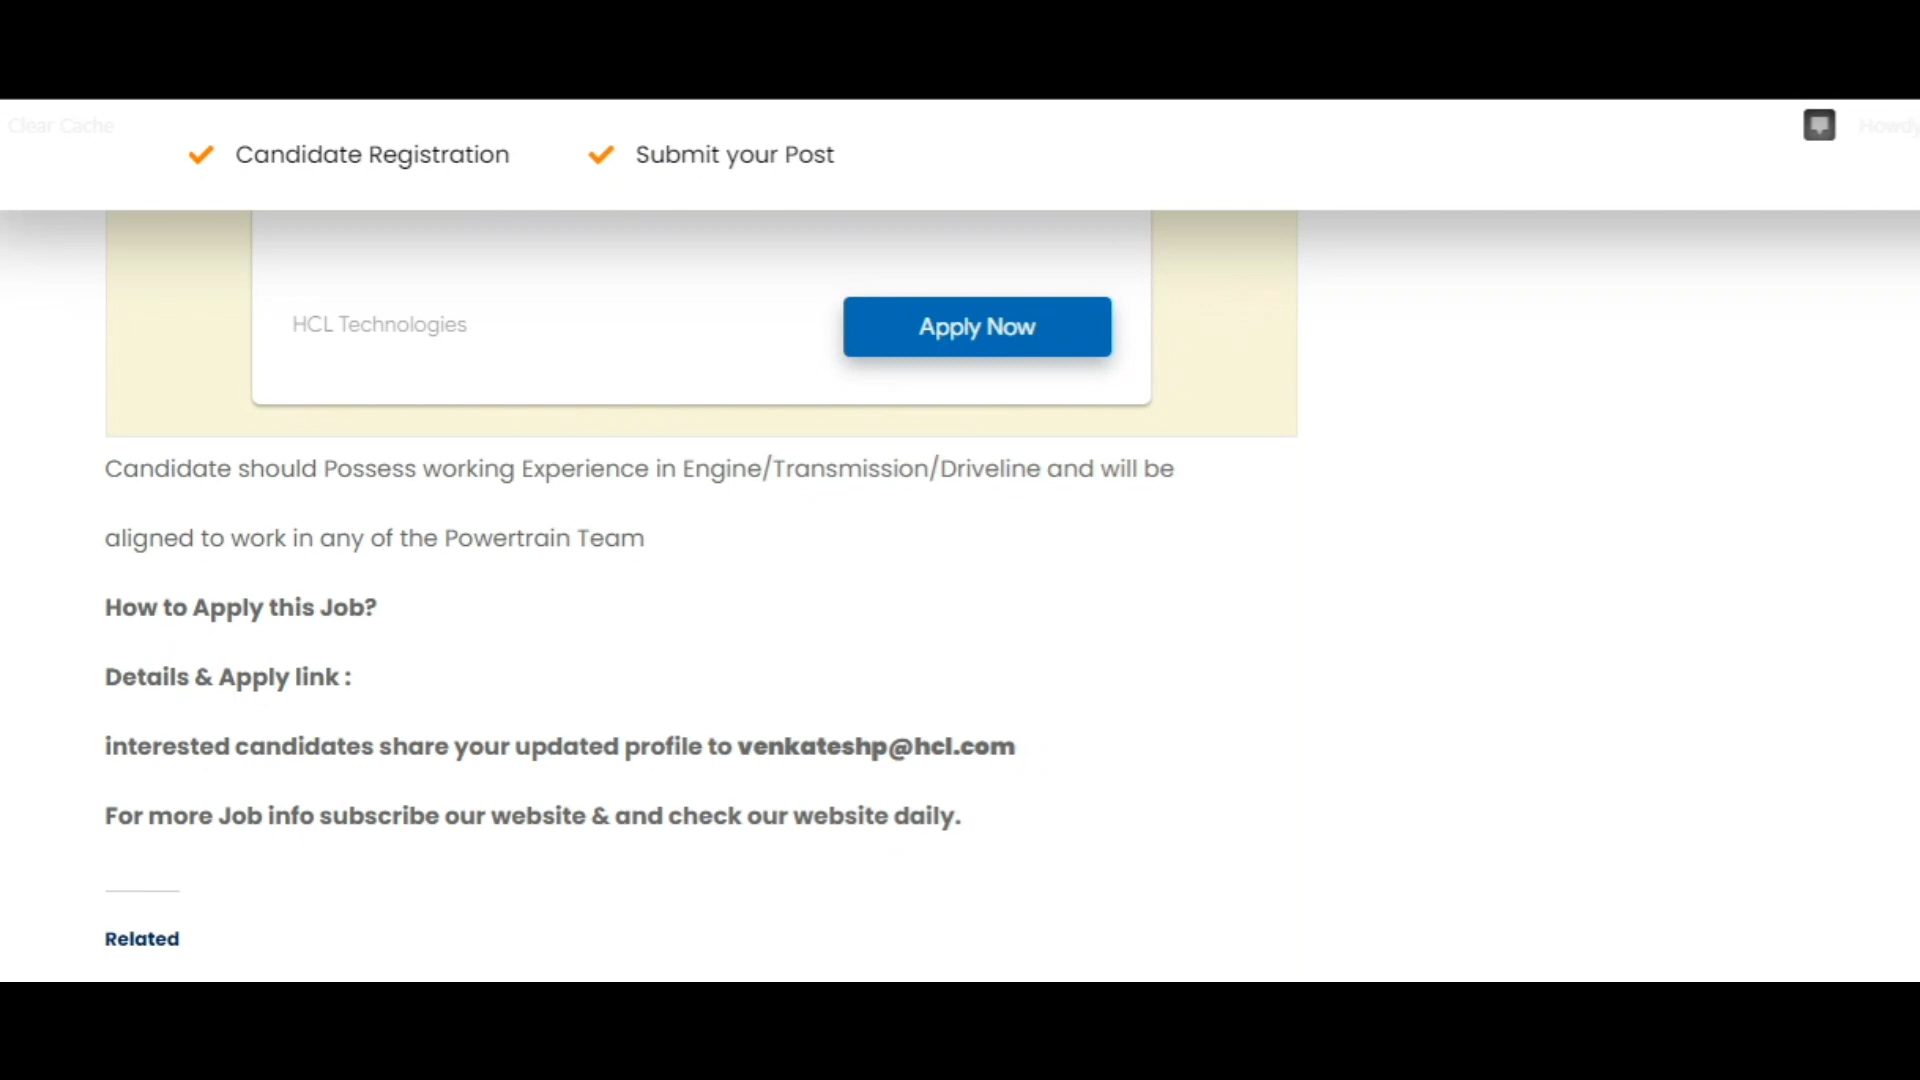 Clear Cache
Howdy
Candidate Registration
Submit your Post
HCL Technologies
Apply Now
Candidate should Possess working Experience in Engine/Transmission/Driveline and will be
aligned to work in any of the Powertrain Team
How to Apply this Job?
Details & Apply link :
interested candidates share your updated profile to venkateshp@hcl.com
For more Job info subscribe our website & and check our website daily.
Related